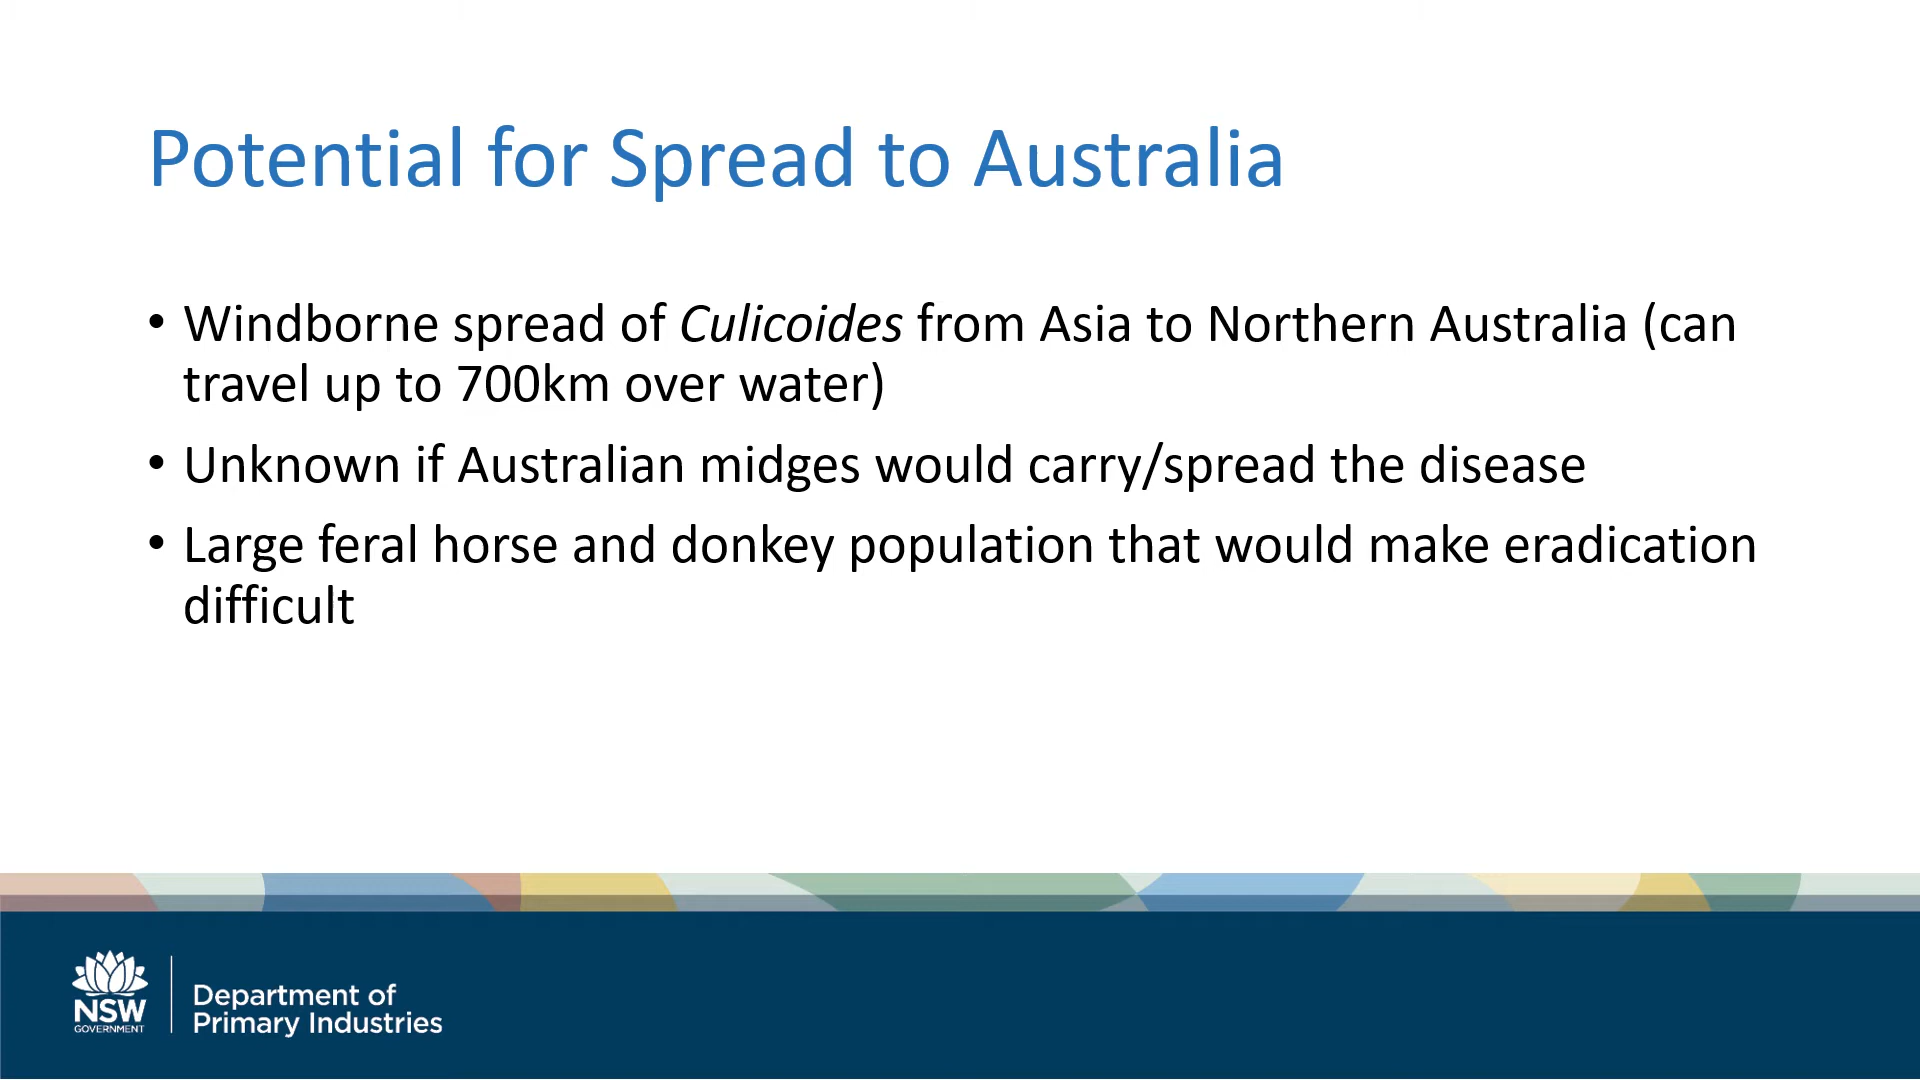 Potential for Spread to Australia
• Windborne spread of Culicoides from Asia to Northern Australia (can
travel up to 700km over water)
• Unknown if Australian midges would carry/spread the disease
• Large feral horse and donkey population that would make eradication
difficult
NSW
GOVERNMENT
Department of
Primary Industries